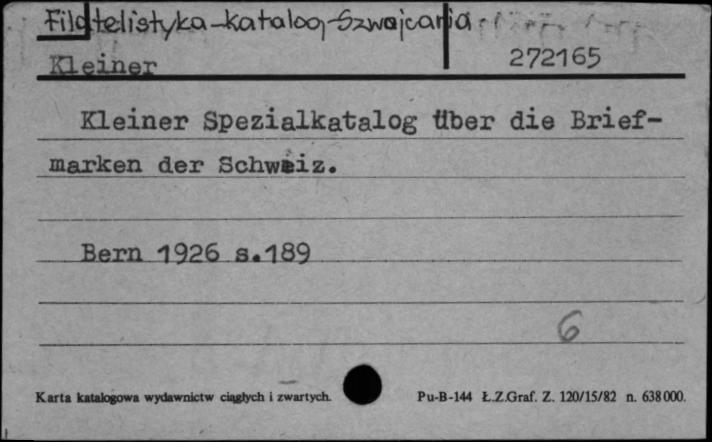 Filatelistyka-katalog-Szwajcaria
Kleiner 272165
Kleiner Spezialkatalog über die Brief-
marken der Schweiz.
Bern 1926 s.189
6
Karta katalogowa wydawnictw ciągłych i zwartych. Pu-B-144 Ł.Z.Graf. Z. 120/15/82 n. 638000.